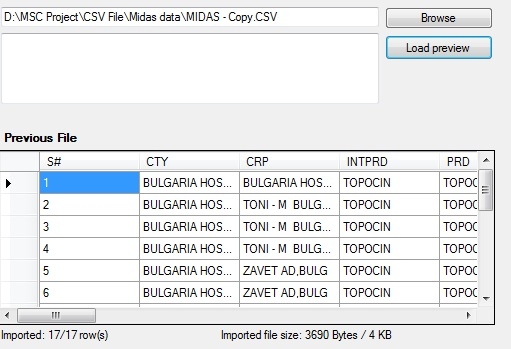 D:\MSC Project\CSV File\Midas data\MIDAS - Copy.CSV Browse
Load preview
Previous File
S# CTY CRP INTPRD PRD
1 BULGARIA HOS... BULGARIA HOS... TOPOCIN TOPOC
2 BULGARIA HOS... TONI - M BULG... TOPOCIN TOPOC
3 BULGARIA HOS... TONI - M BULG... TOPOCIN TOPOC
4 BULGARIA HOS... TONI - M BULG... TOPOCIN TOPOC
5 BULGARIA HOS... ZAVET AD,BULG TOPOCIN TOPOC
6 BULGARIA HOS... ZAVET AD,BULG TOPOCIN TOPOC
Imported: 17/17 row(s) Imported file size: 3690 Bytes / 4 KB